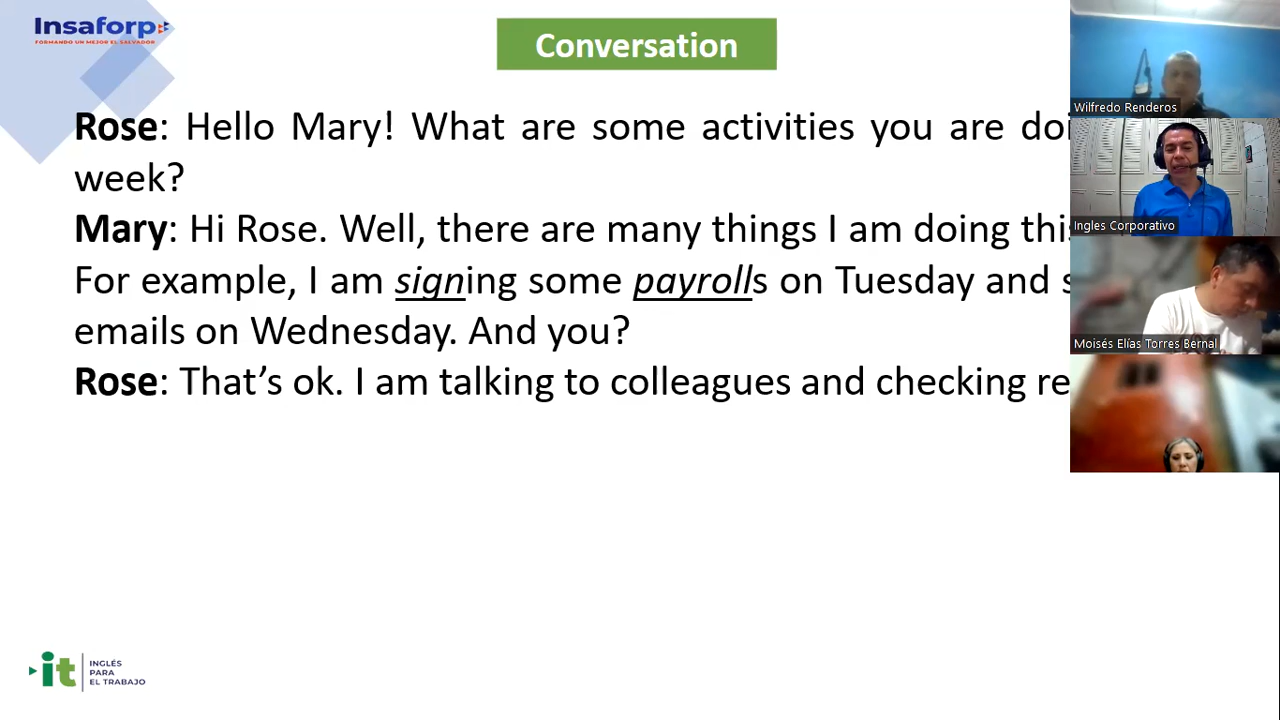 Insaforp
FORMANDO UN MEJOR EL SALVADOR
Conversation
Rose: Hello Mary! What are some activities you are
week?
Mary: Hi Rose. Well, there are many things I am doing
For example, I am signing some payrolls on Tuesday and
emails on Wednesday. And you?
Rose: That’s ok. I am talking to colleagues and checking
it
INGLÉS
PARA
EL TRABAJO
Wilfredo Renderos
Ingles Corporativo
Moisés Elías Torres Bernal